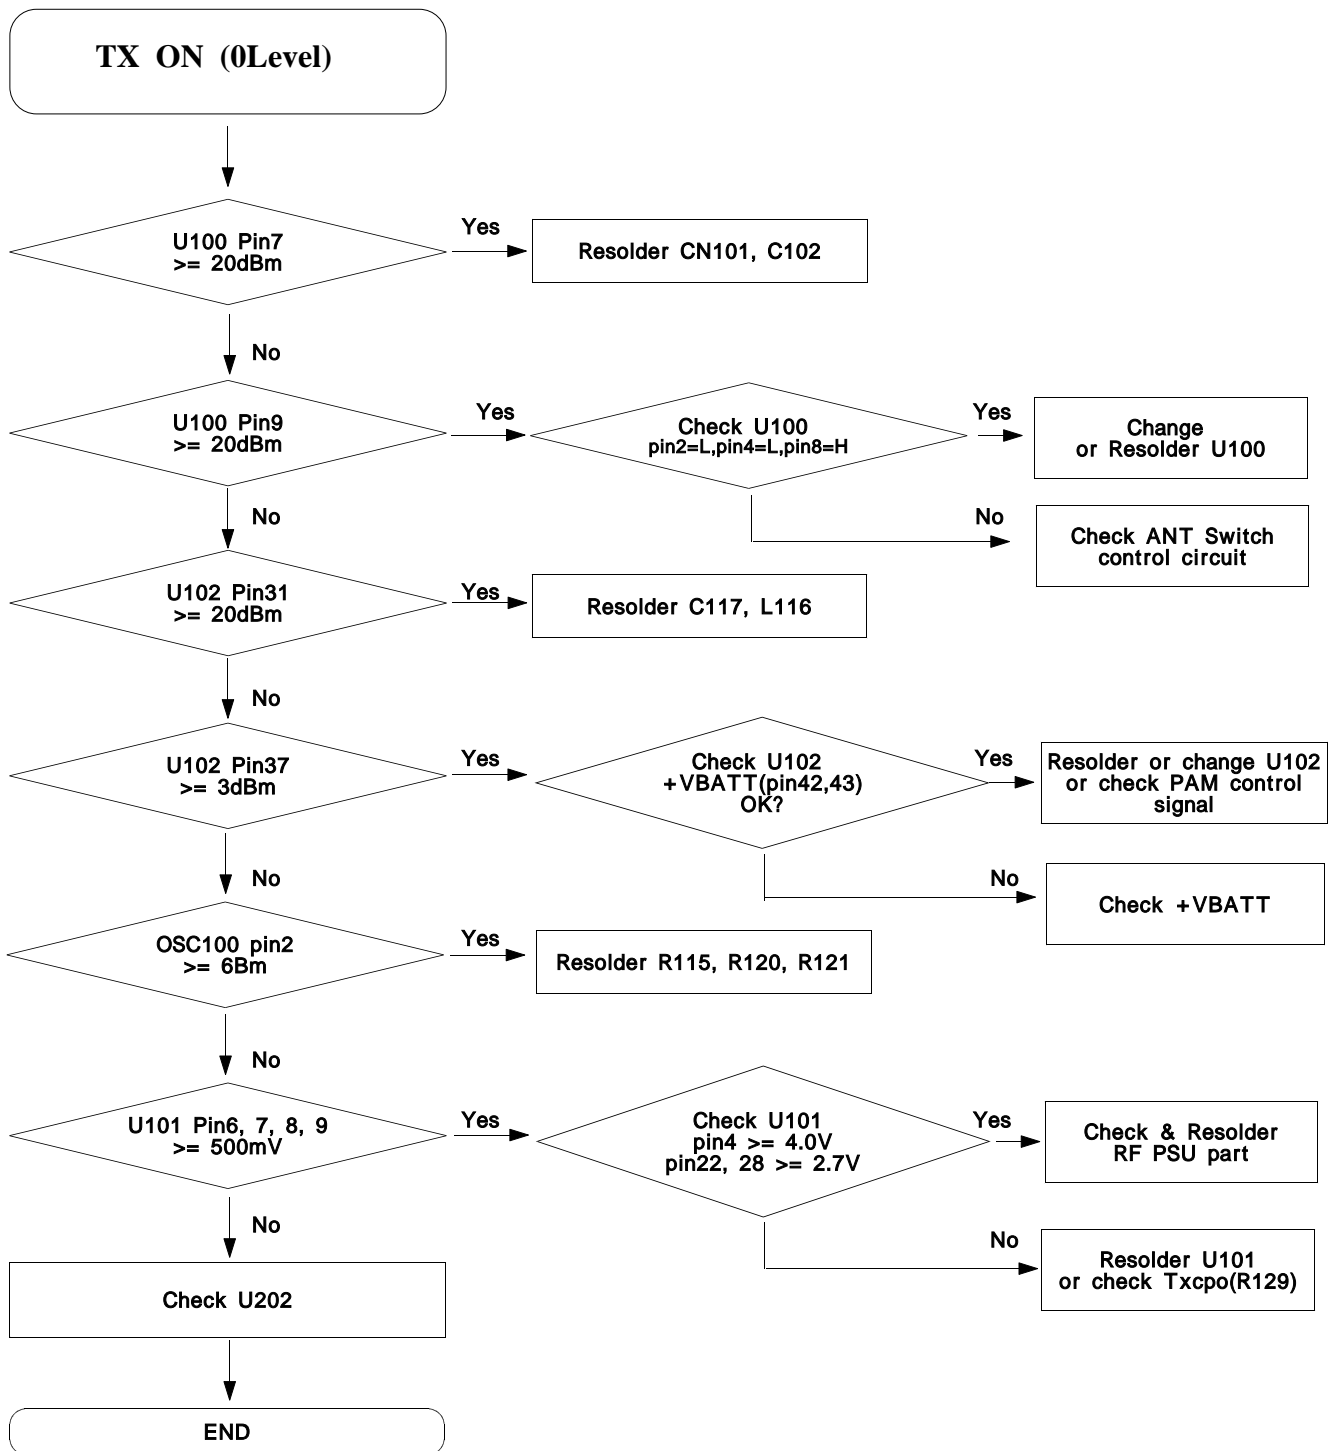 TX ON (0Level)
U100 Pin7
>= 20dBm
Yes
Resolder CN101, C102
No
U100 Pin9
>= 20dBm
Yes
Check U100
pin2=L,pin4=L,pin8=H
Yes
Change
or Resolder U100
No
Check ANT Switch
control circuit
No
U102 Pin31
>= 20dBm
Yes
Resolder C117, L116
No
U102 Pin37
>= 3dBm
Yes
Check U102
+VBATT(pin42,43)
OK?
Yes
Resolder or change U102
or check PAM control
signal
No
Check +VBATT
No
OSC100 pin2
>= 6Bm
Yes
Resolder R115, R120, R121
No
U101 Pin6, 7, 8, 9
>= 500mV
Yes
Check U101
pin4 >= 4.0V
pin22, 28 >= 2.7V
Yes
Check & Resolder
RF PSU part
No
Resolder U101
or check Txcpo(R129)
No
Check U202
END